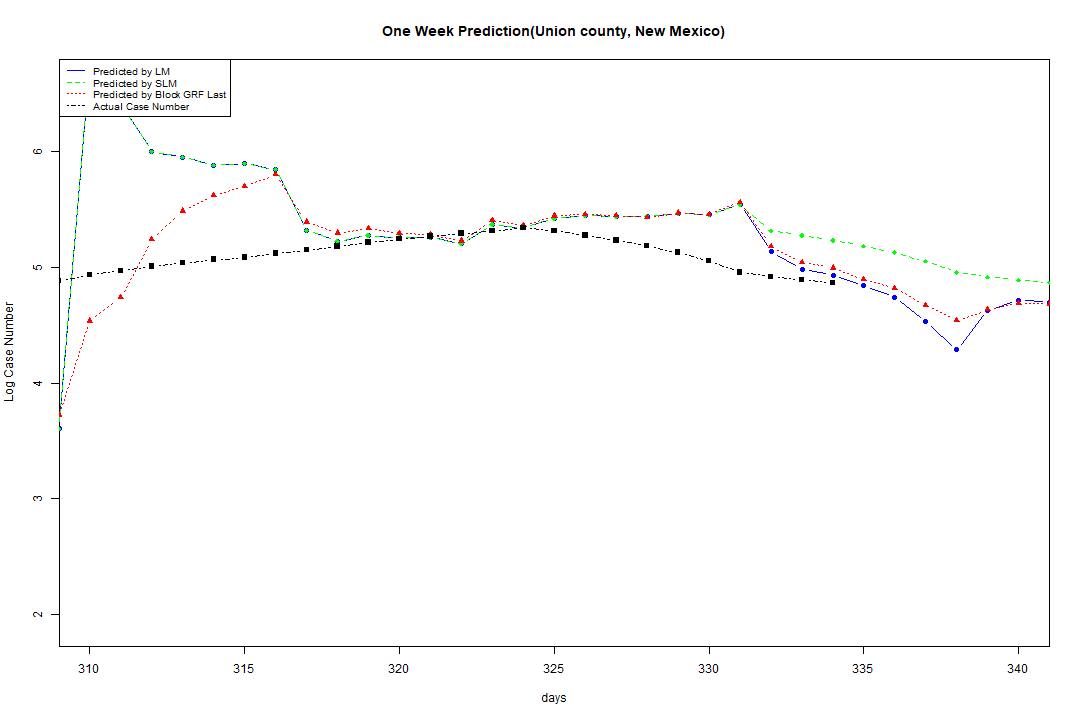 One Week Prediction(Union county, New Mexico)
Predicted by LM
Predicted by SLM
Predicted by Block GRF Last
Actual Case Number
6
5
4
3
2
Log Case Number
310 315 320 325 330 335 340
days